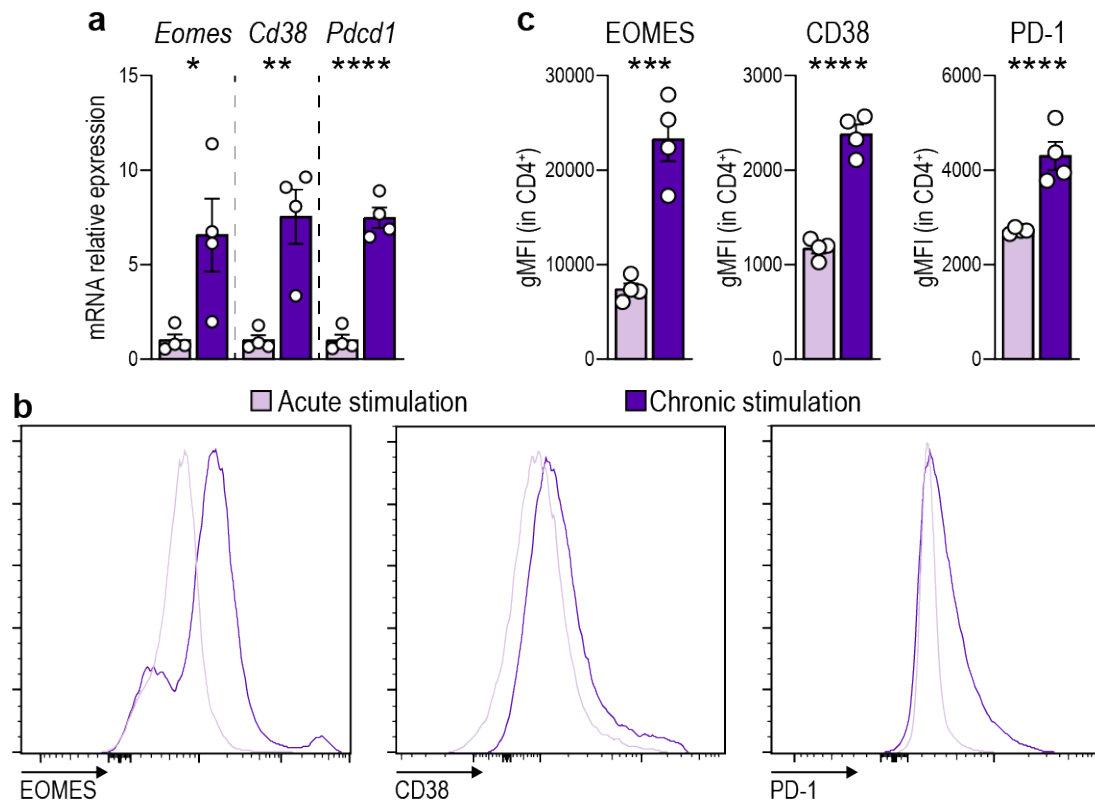 a
Eomes Cd38 Pdcd1
* ** ****
mRNA relative epxression
15
10
5
0
c
EOMES
***
gMFI (in CD4⁺)
30000
20000
10000
0
CD38
****
gMFI (in CD4⁺)
3000
2000
1000
0
PD-1
****
gMFI (in CD4⁺)
6000
4000
2000
0
b
Acute stimulation
Chronic stimulation
EOMES
CD38
PD-1